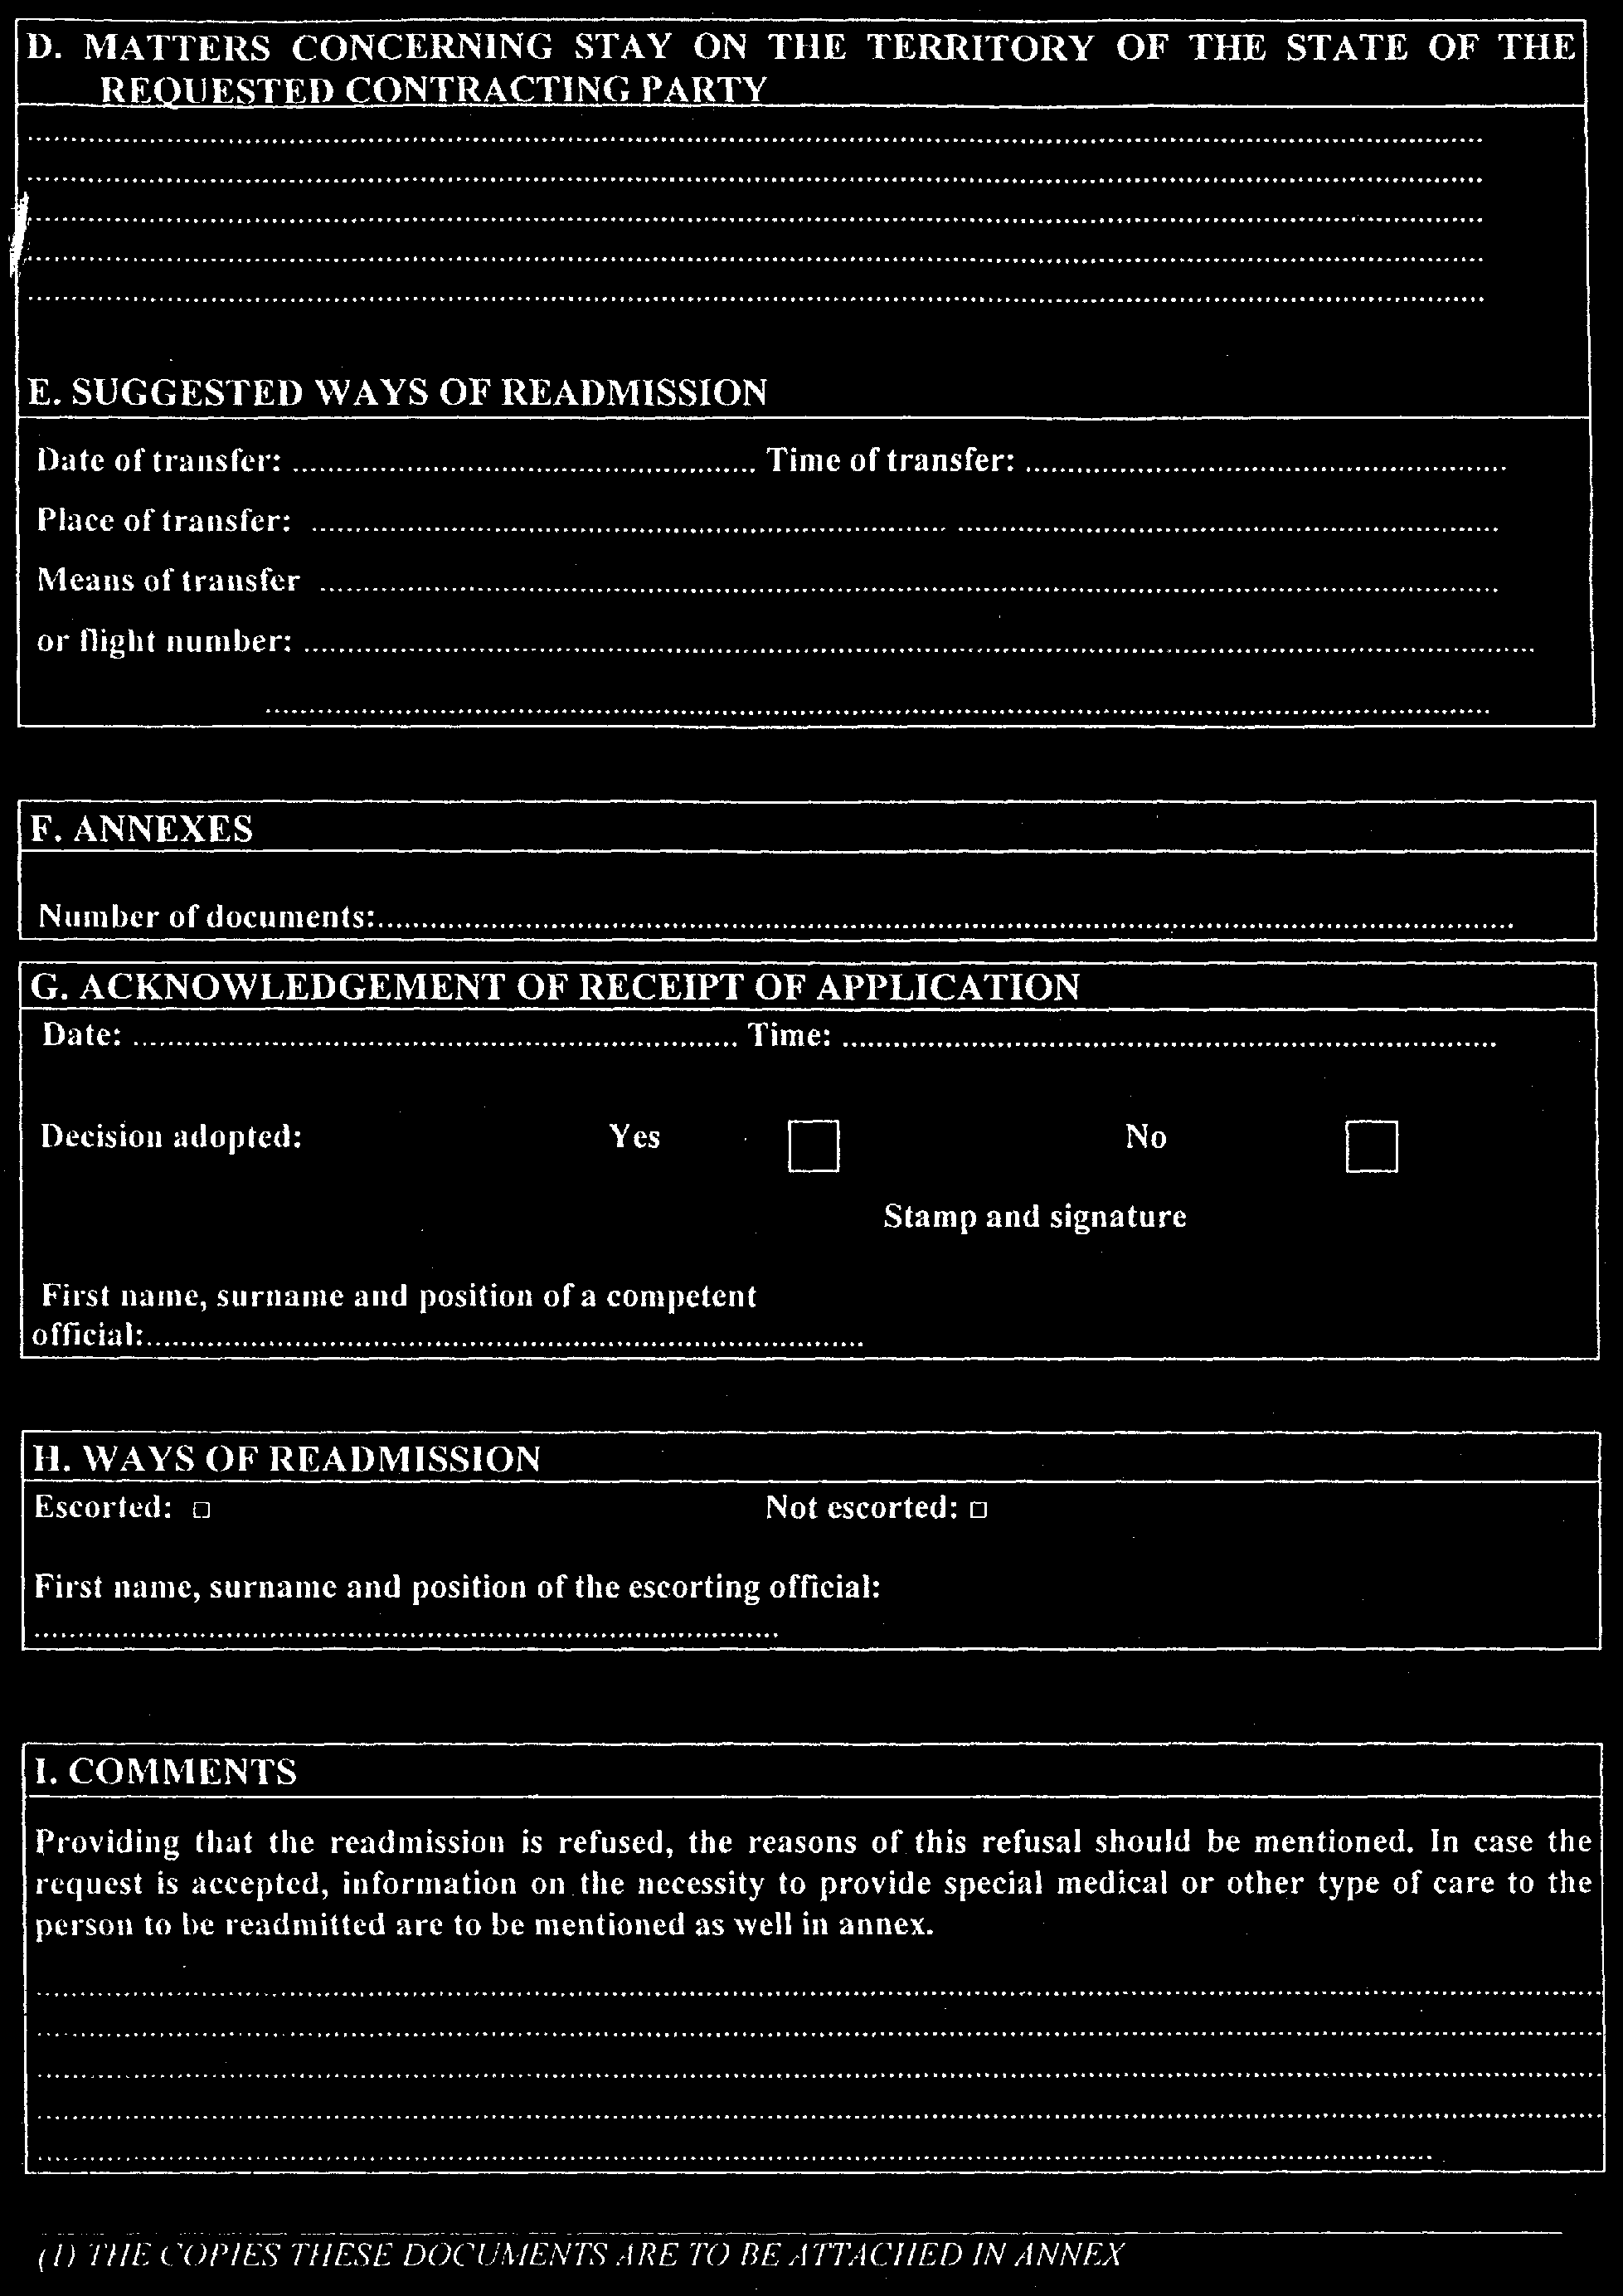 D. MATTERS CONCERNING STAY ON THE TERRITORY OF THE STATE OF THE
REQUESTED CONTRACTING PARTY
E. SUGGESTED WAYS OF READMISSION
Date of transfer: .................................................... Time of transfer: ......................................................
Place of transfer: ........................................................................ .............................................................
Means of transfer ......................................................................................................................................
or flight number: ............................................................................................................................................
F. ANNEXES
Number of documents:.................................................................................................................................
G. ACKNOWLEDGEMENT OF RECEIPT OF APPLICATION
Date: .................................................................... Time: ..........................................................................
Decision adopted: Yes No
Stamp and signature
First name, surname and position of a competent
official:.................................................................................
H. WAYS OF READMISSION
Escorted: □ Not escorted: □
First name, surname and position of the escorting official:
....................................................................................
I. COMMENTS
Providing that the readmission is refused, the reasons of this refusal should be mentioned. In case the
request is accepted, information on the necessity to provide special medical or other type of care to the
person to be readmitted are to be mentioned as well in annex.
(1) THE COPIES THESE DOCUMENTS ARE TO BE ATTACHED IN ANNEX